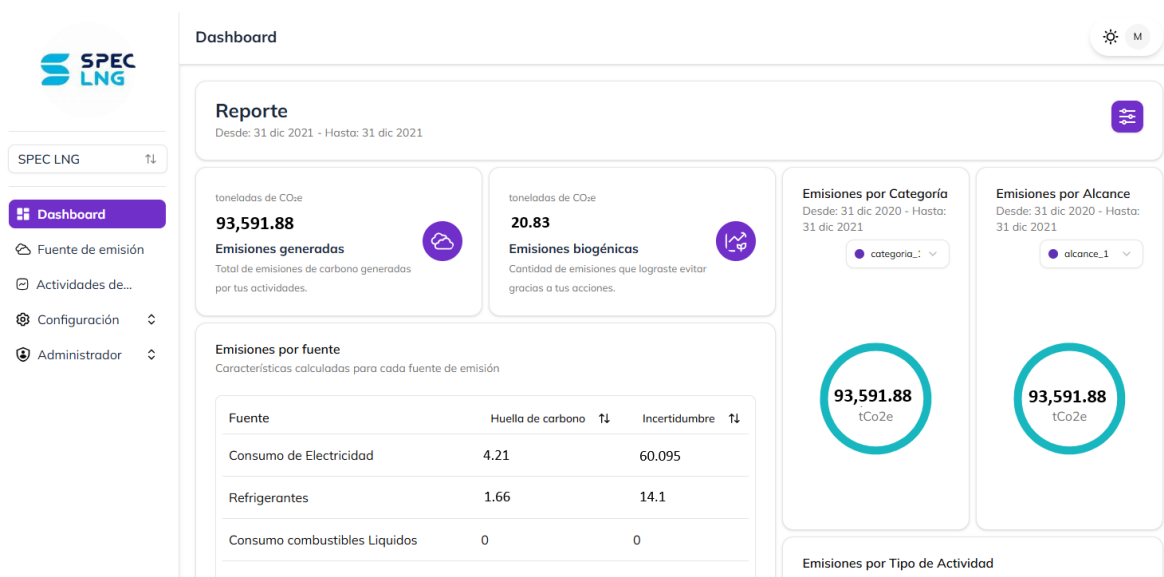 SPEC
LNG
SPEC LNG
Dashboard
Fuente de emisión
Actividades de...
Configuración
Administrador
Dashboard
M
Reporte
Desde: 31 dic 2021 - Hasta: 31 dic 2021
toneladas de CO₂e
93,591.88
Emisiones generadas
Total de emisiones de carbono generadas
por tus actividades.
toneladas de CO₂e
20.83
Emisiones biogénicas
Cantidad de emisiones que lograste evitar
gracias a tus acciones.
Emisiones por Categoría
Desde: 31 dic 2020 - Hasta:
31 dic 2021
categoria_:
93,591.88
tCo2e
Emisiones por Alcance
Desde: 31 dic 2020 - Hasta:
31 dic 2021
alcance_1
93,591.88
tCo2e
Emisiones por fuente
Características calculadas para cada fuente de emisión
Fuente Huella de carbono Incertidumbre
Consumo de Electricidad 4.21 60.095
Refrigerantes 1.66 14.1
Consumo combustibles Liquidos 0 0
Emisiones por Tipo de Actividad